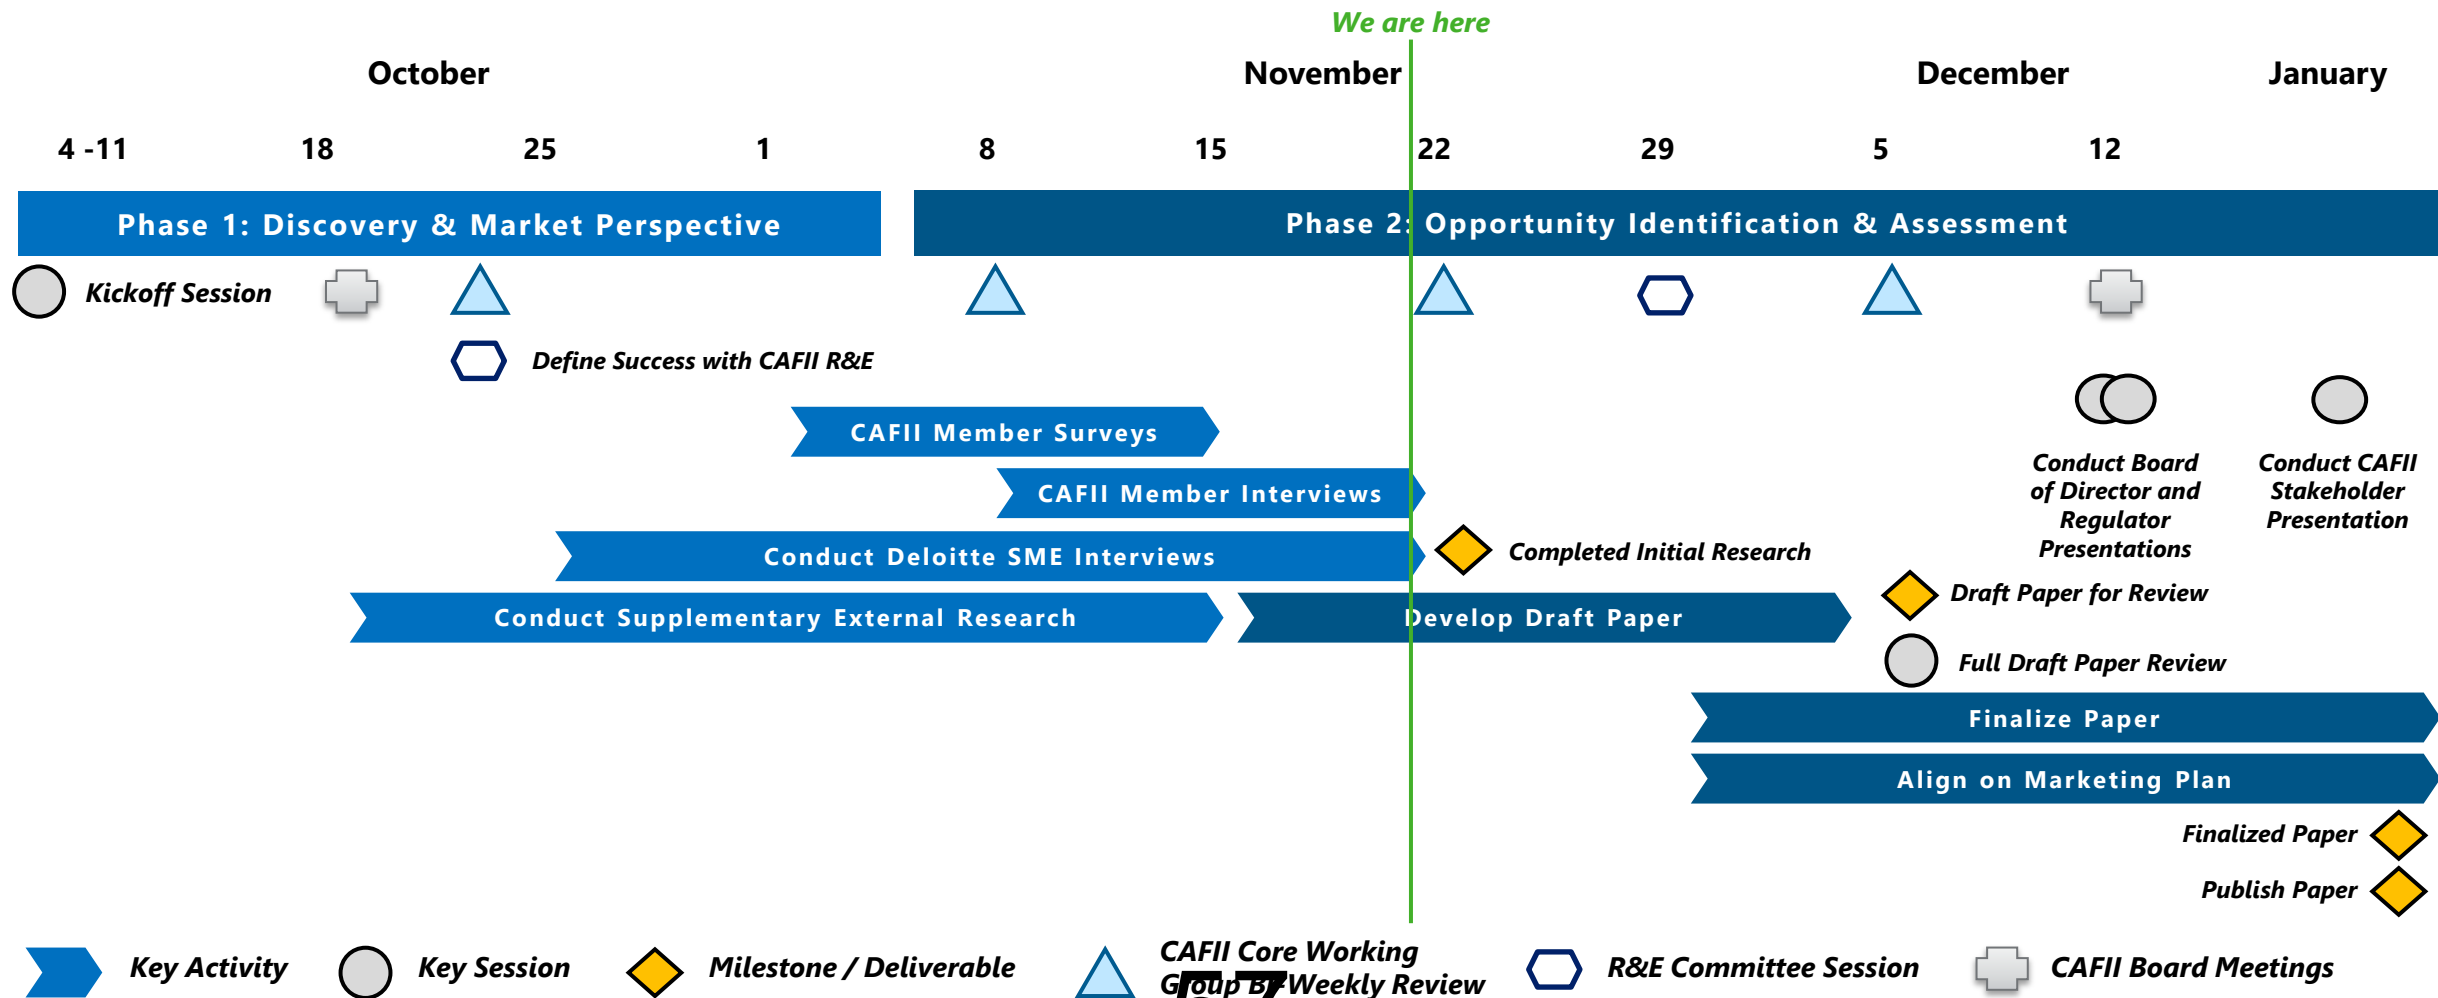 We are here
October November December January
4 -11 18 25 1 8 15 22 29 5 12
Phase 1: Discovery & Market Perspective
Phase 2: Opportunity Identification & Assessment
Kickoff Session
Define Success with CAFII R&E
CAFII Member Surveys
CAFII Member Interviews
Conduct Deloitte SME Interviews
Completed Initial Research
Conduct Supplementary External Research
Develop Draft Paper
Conduct Board
of Director and
Regulator
Presentations
Conduct CAFII
Stakeholder
Presentation
Draft Paper for Review
Full Draft Paper Review
Finalize Paper
Align on Marketing Plan
Finalized Paper
Publish Paper
Key Activity
Key Session
Milestone / Deliverable
CAFII Core Working
Group Bi-Weekly Review
R&E Committee Session
CAFII Board Meetings